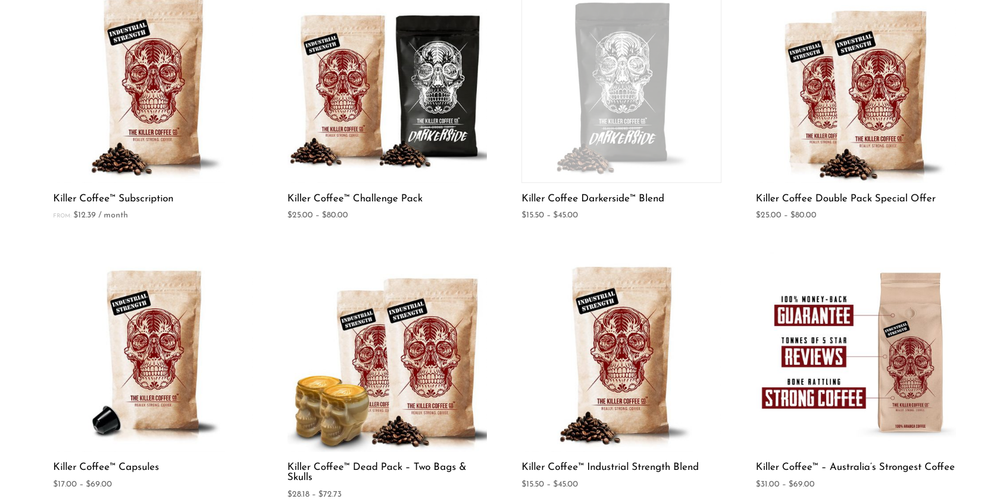 INDUSTRIAL
STRENGTH
THE KILLER COFFEE CO.™
REALLY. STRONG. COFFEE.
INDUSTRIAL
STRENGTH
THE KILLER COFFEE CO.™
REALLY. STRONG. COFFEE.
THE KILLER COFFEE CO.™
REALLY. STRONG. COFFEE.
DARKERSIDE
THE KILLER COFFEE CO.™
REALLY. STRONG. COFFEE.
DARKERSIDE
INDUSTRIAL
STRENGTH
THE KILLER COF
REALLY. STRONG. CO
INDUSTRIAL
STRENGTH
THE KILLER COFFEE CO.™
REALLY. STRONG. COFFEE.
Killer Coffee™ Subscription
FROM: $12.39 / month
Killer Coffee™ Challenge Pack
$25.00 – $80.00
Killer Coffee Darkerside™ Blend
$15.50 – $45.00
Killer Coffee Double Pack Special Offer
$25.00 – $80.00
INDUSTRIAL
STRENGTH
THE KILLER COFFEE CO.™
REALLY. STRONG. COFFEE.
INDUSTRIAL
STRENGTH
INDUSTRIAL
STRENGTH
THE KILLER COFFEE CO.™
REALLY. STRONG. COFFEE.
INDUSTRIAL
STRENGTH
THE KILLER COFFEE CO.™
REALLY. STRONG. COFFEE.
100% MONEY-BACK
GUARANTEE
TONNES OF 5 STAR
REVIEWS
BONE RATTLING
STRONG COFFEE
INDUSTRIAL
STRENGTH
THE KILLER COFFEE CO.™
REALLY. STRONG. COFFEE.
100% ARABICA COFFEE
Killer Coffee™ Capsules
$17.00 – $69.00
Killer Coffee™ Dead Pack – Two Bags &
Skulls
$28.18 – $72.73
Killer Coffee™ Industrial Strength Blend
$15.50 – $45.00
Killer Coffee™ – Australia's Strongest Coffee
$31.00 – $69.00